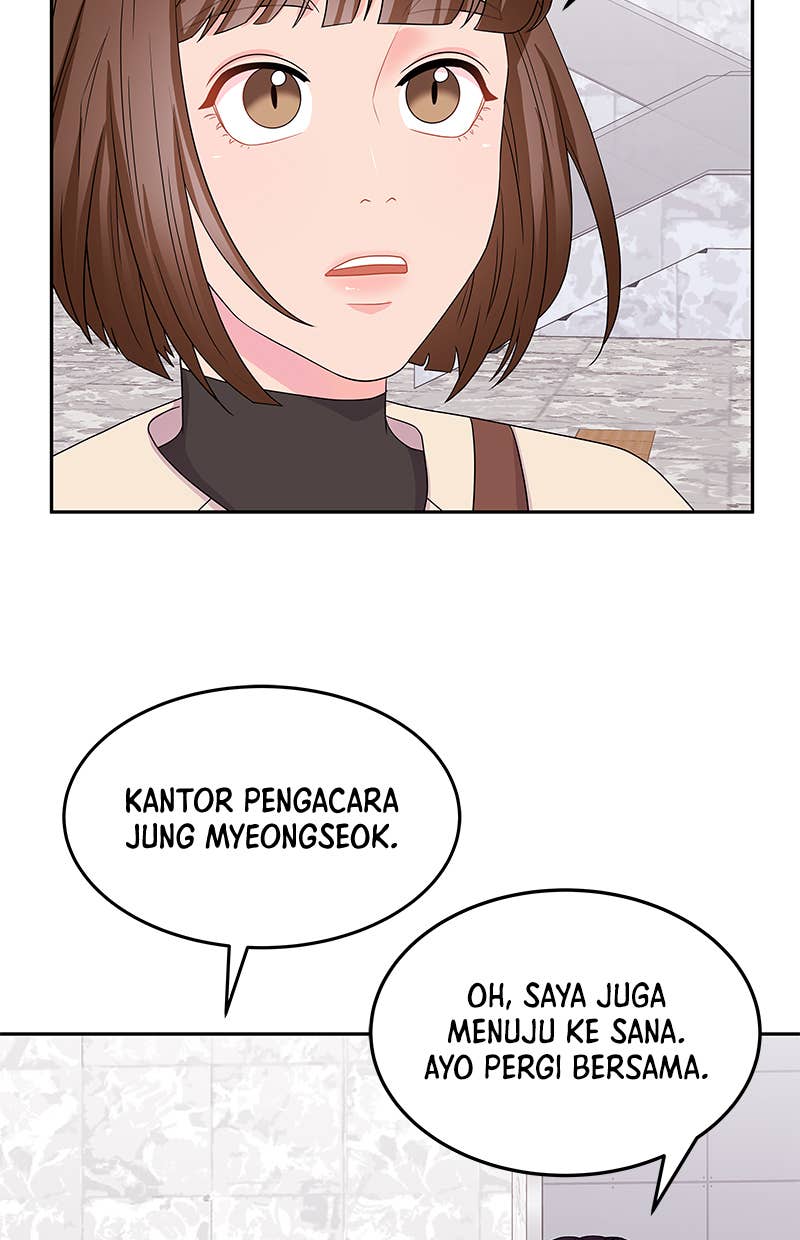 KANTOR PENGACARA
JUNG MYEONGSEOK.
OH, SAYA JUGA
MENUJU KE SANA.
AYO PERGI BERSAMA.